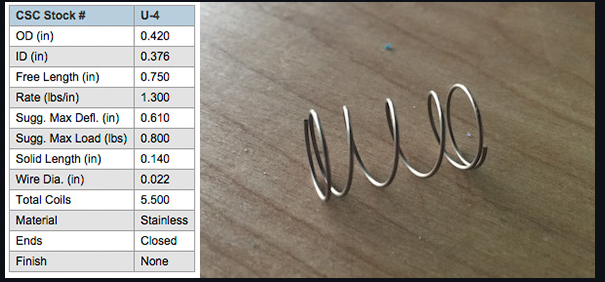 CSC Stock # U-4
OD (in) 0.420
ID (in) 0.376
Free Length (in) 0.750
Rate (lbs/in) 1.300
Sugg. Max Defl. (in) 0.610
Sugg. Max Load (lbs) 0.800
Solid Length (in) 0.140
Wire Dia. (in) 0.022
Total Coils 5.500
Material Stainless
Ends Closed
Finish None